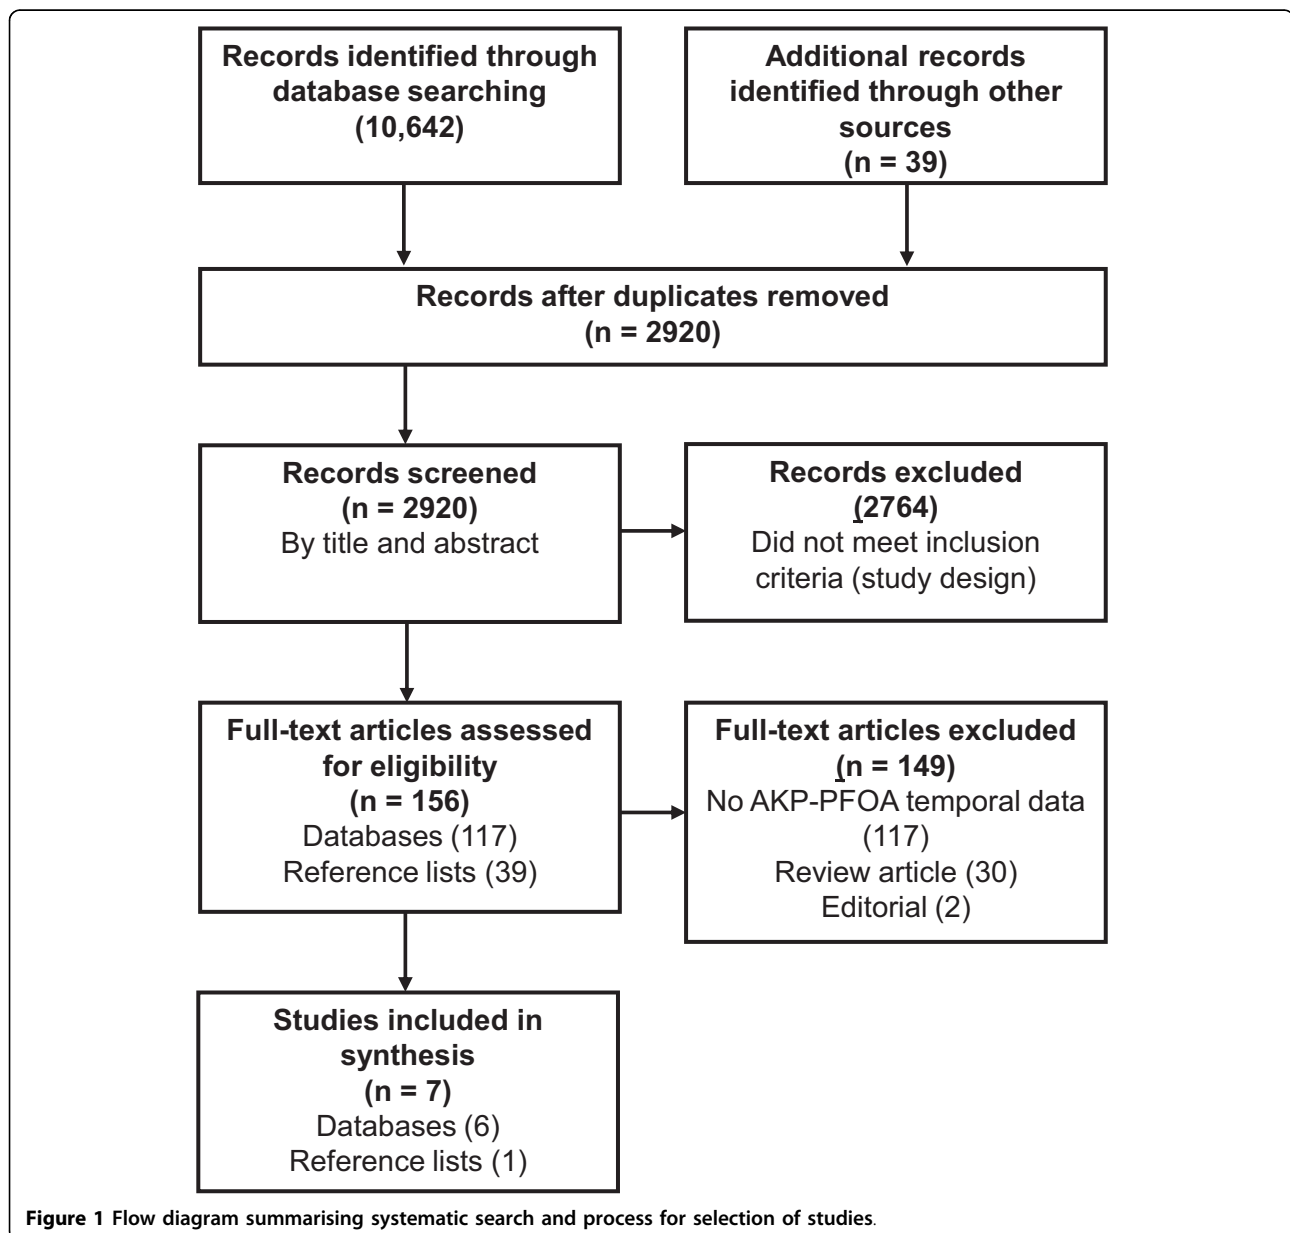 Records identified through
database searching
(10,642)
Additional records
identified through other
sources
(n = 39)
Records after duplicates removed
(n = 2920)
Records screened
(n = 2920)
By title and abstract
Records excluded
(2764)
Did not meet inclusion
criteria (study design)
Full-text articles assessed
for eligibility
(n = 156)
Databases (117)
Reference lists (39)
Full-text articles excluded
(n = 149)
No AKP-PFOA temporal data
(117)
Review article (30)
Editorial (2)
Studies included in
synthesis
(n = 7)
Databases (6)
Reference lists (1)
Figure 1 Flow diagram summarising systematic search and process for selection of studies.